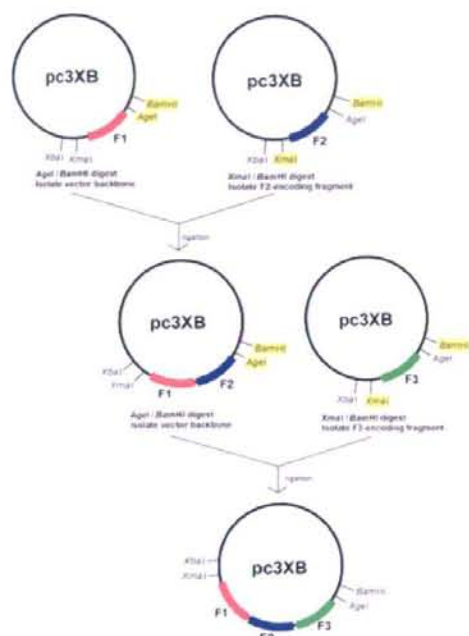 pc3XB
pc3XB
BamHI
AgeI
F1
XbaI
XmaI
BamHI
AgeI
F2
XbaI
XmaI
AgeI / BamHI digest
Isolate vector backbone
XmaI / BamHI digest
Isolate F2-encoding fragment
ligation
pc3XB
pc3XB
BamHI
AgeI
XbaI
XmaI
F1
F2
BamHI
AgeI
F3
XbaI
XmaI
AgeI / BamHI digest
Isolate vector backbone
XmaI / BamHI digest
Isolate F3-encoding fragment
ligation
pc3XB
XbaI
XmaI
BamHI
AgeI
F1
F3